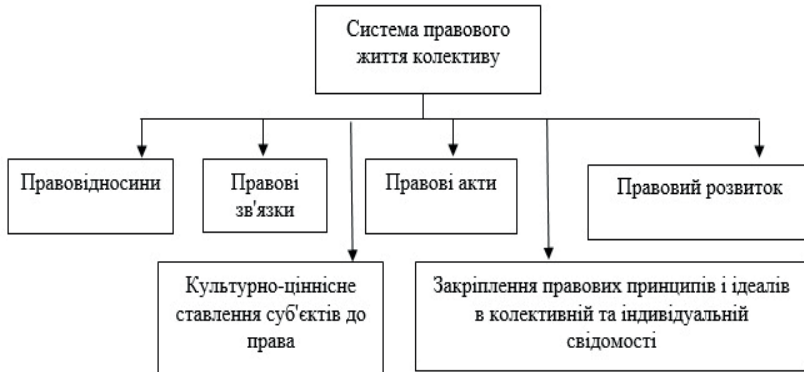 Система правового
життя колективу
Правовідносини
Правові
зв'язки
Правові акти
Правовий розвиток
Культурно-ціннісне
ставлення суб'єктів до
права
Закріплення правових принципів і ідеалів
в колективній та індивідуальній
свідомості